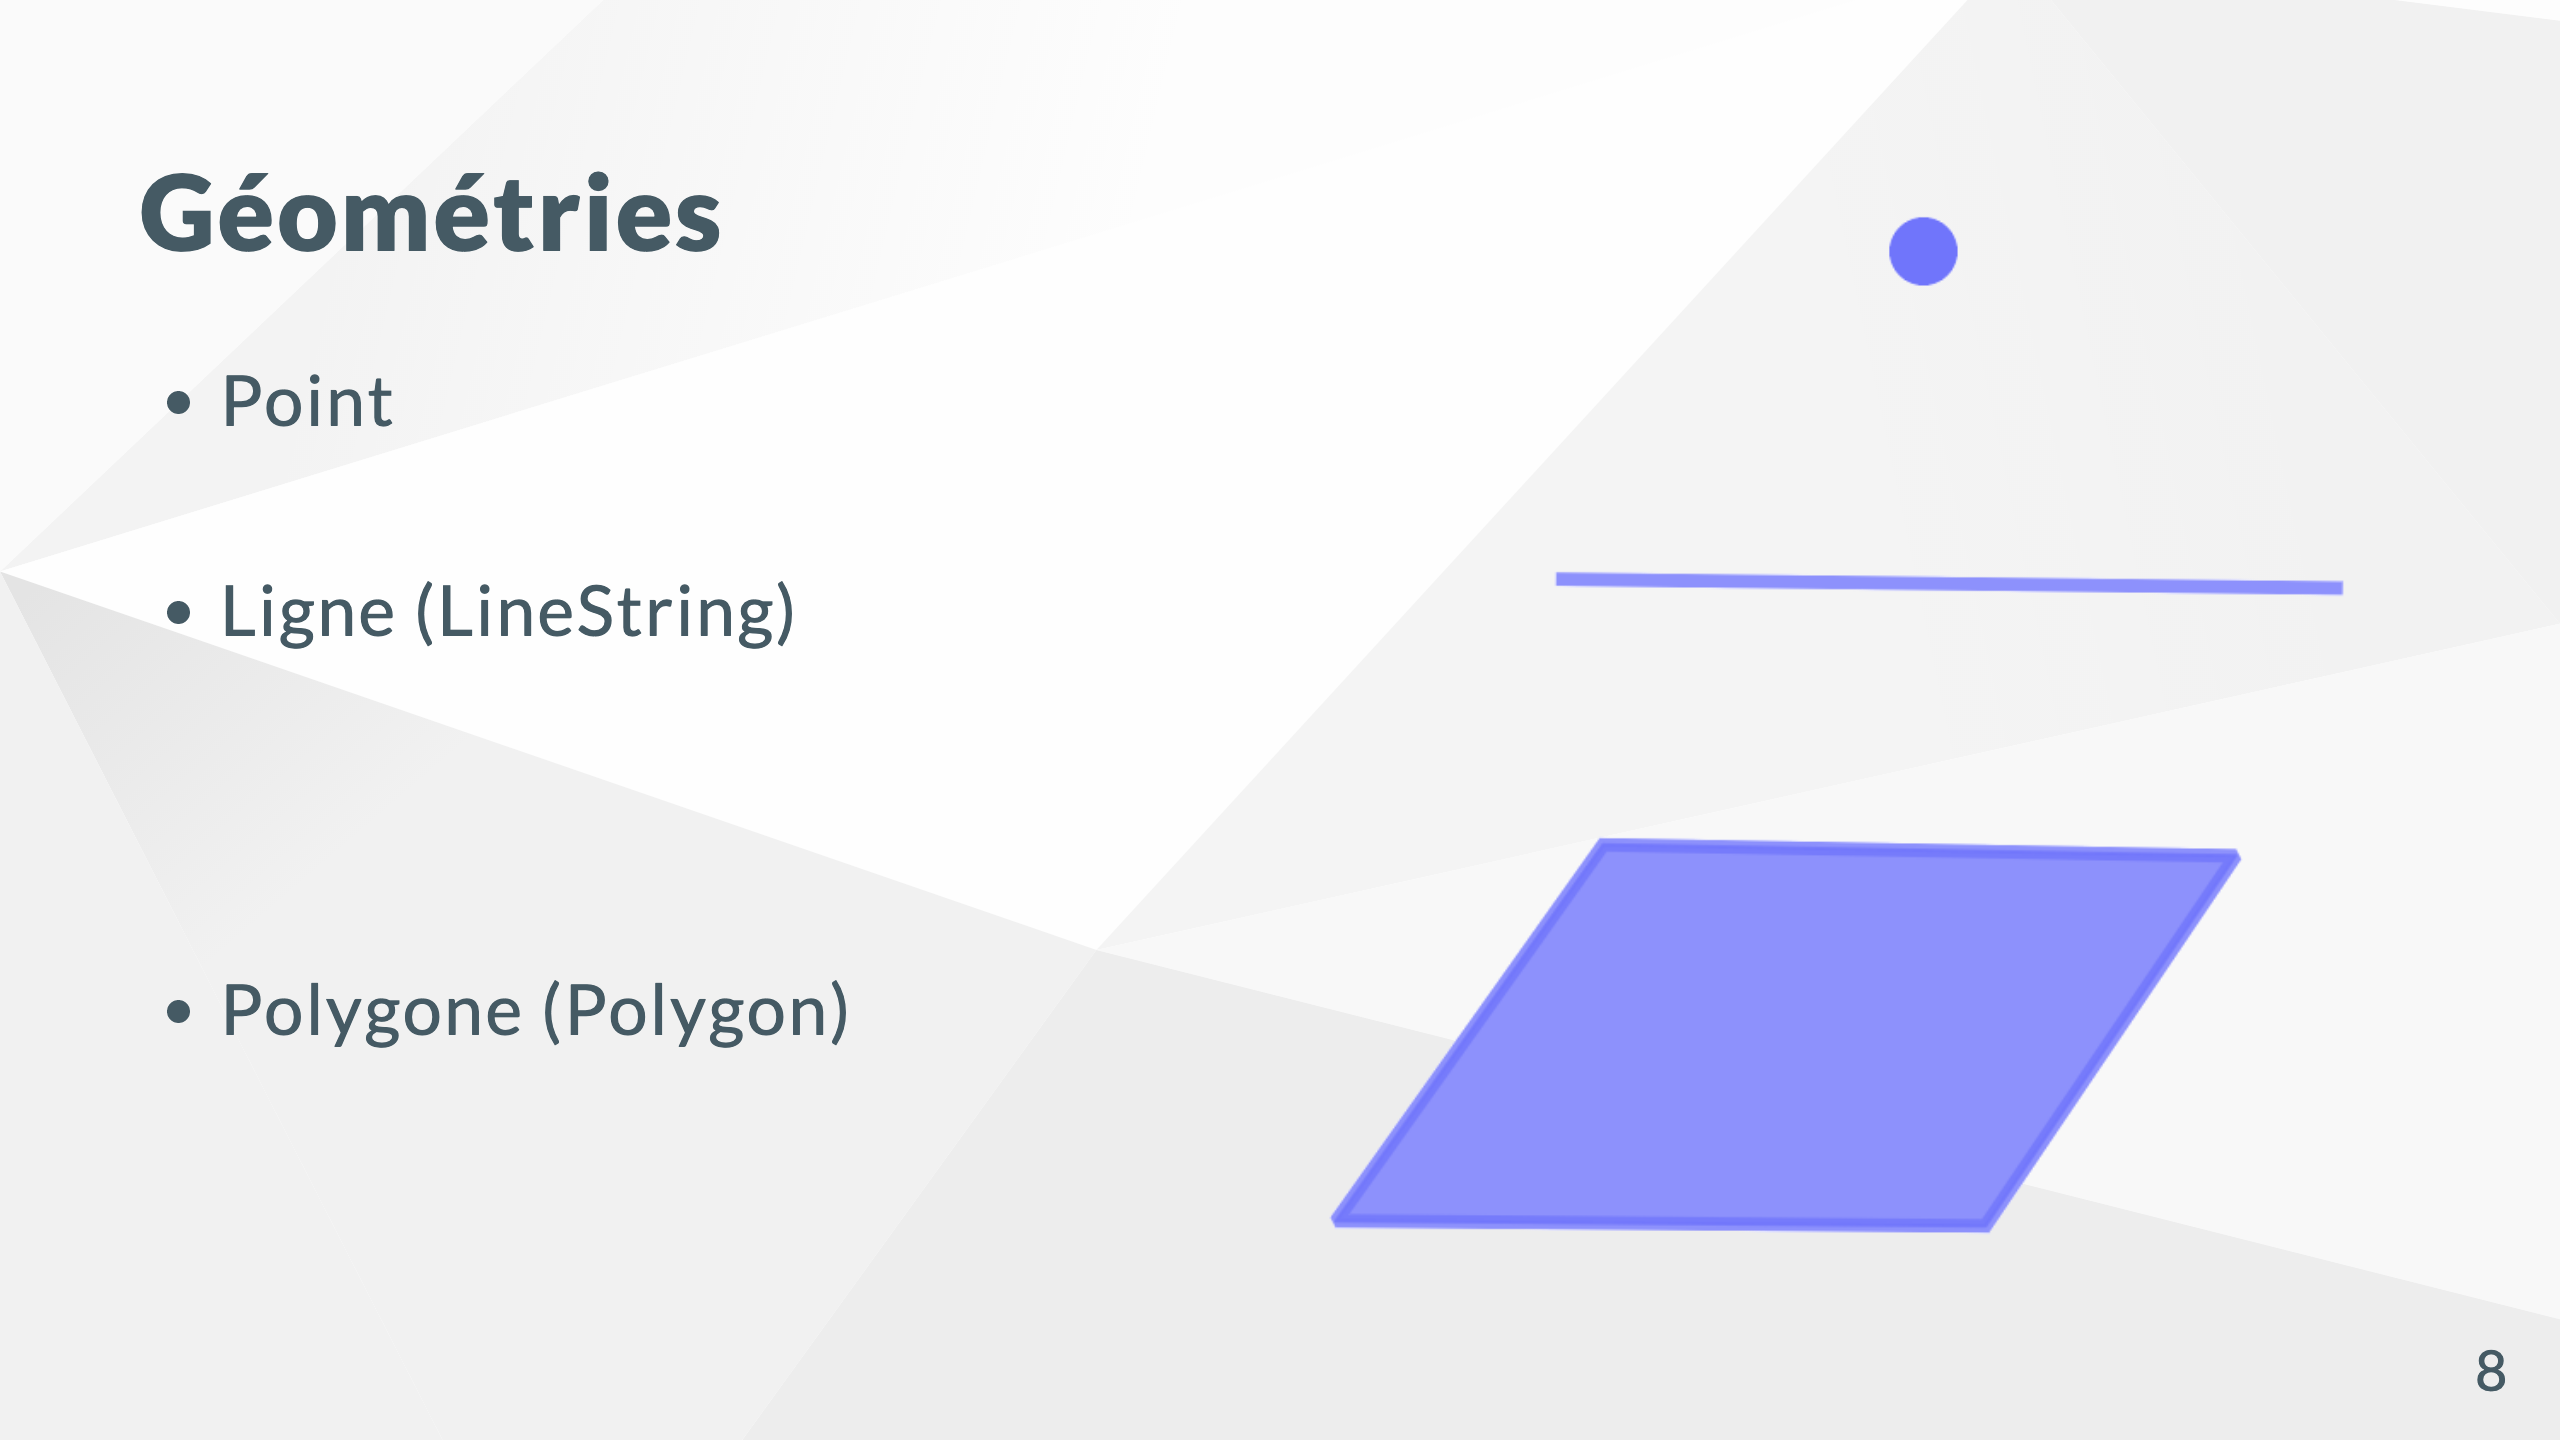 Géométries
• Point
• Ligne (LineString)
• Polygone (Polygon)
8